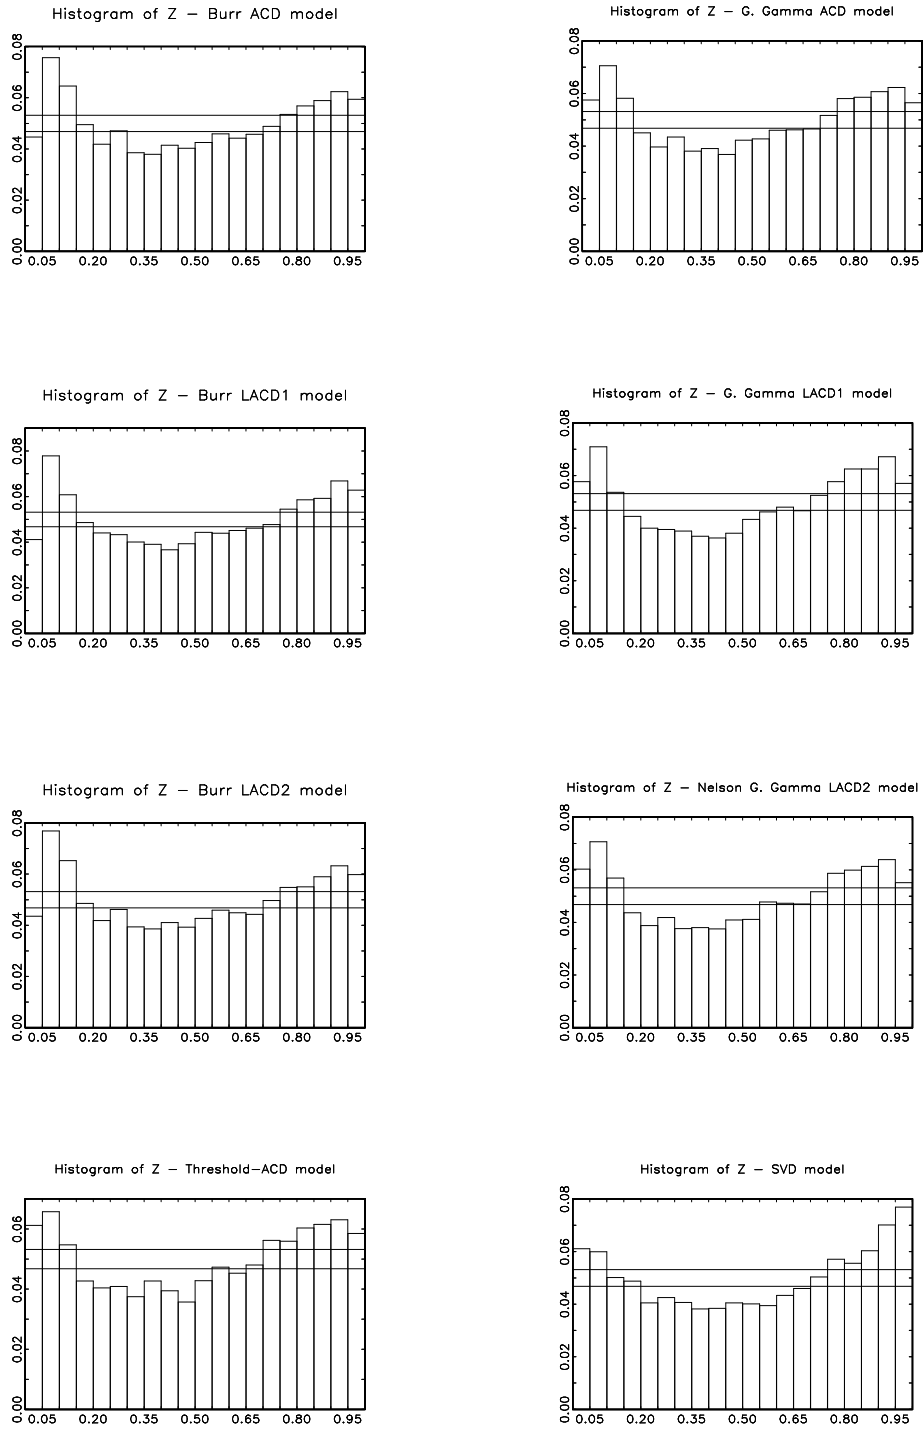 Histogram of Z – Burr ACD model
0.08
0.06
0.04
0.02
0.00
0.05 0.20 0.35 0.50 0.65 0.80 0.95
Histogram of Z – G. Gamma ACD model
0.08
0.06
0.04
0.02
0.00
0.05 0.20 0.35 0.50 0.65 0.80 0.95
Histogram of Z – Burr LACD1 model
0.08
0.06
0.04
0.02
0.00
0.05 0.20 0.35 0.50 0.65 0.80 0.95
Histogram of Z – G. Gamma LACD1 model
0.08
0.06
0.04
0.02
0.00
0.05 0.20 0.35 0.50 0.65 0.80 0.95
Histogram of Z – Burr LACD2 model
0.08
0.06
0.04
0.02
0.00
0.05 0.20 0.35 0.50 0.65 0.80 0.95
Histogram of Z – Nelson G. Gamma LACD2 model
0.08
0.06
0.04
0.02
0.00
0.05 0.20 0.35 0.50 0.65 0.80 0.95
Histogram of Z – Threshold–ACD model
0.06
0.04
0.02
0.00
0.05 0.20 0.35 0.50 0.65 0.80 0.95
Histogram of Z – SVD model
0.08
0.06
0.04
0.02
0.00
0.05 0.20 0.35 0.50 0.65 0.80 0.95